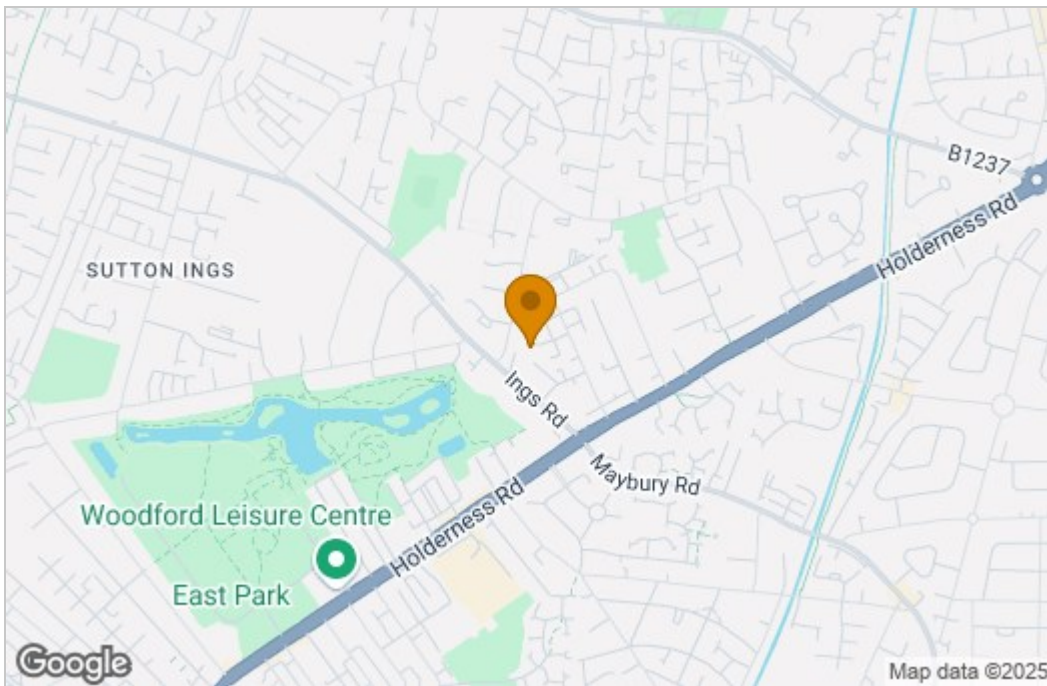 B1237
Holderness Rd
SUTTON INGS
Ings Rd
Maybury Rd
Holderness Rd
Woodford Leisure Centre
East Park
Google
Map data ©2025